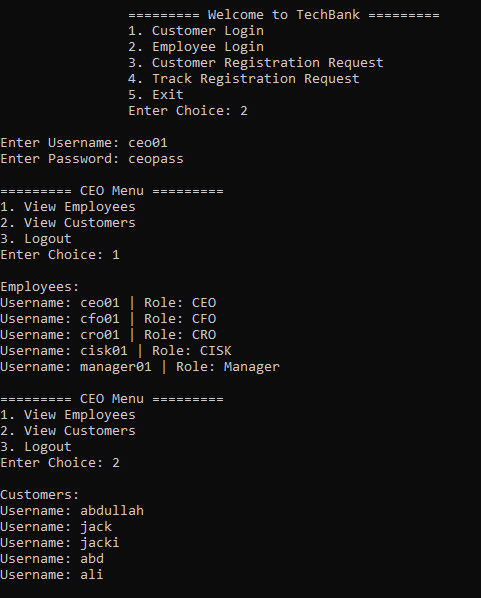 ========= Welcome to TechBank =========
1. Customer Login
2. Employee Login
3. Customer Registration Request
4. Track Registration Request
5. Exit
Enter Choice: 2
Enter Username: ceo01
Enter Password: ceopass
========= CEO Menu =========
1. View Employees
2. View Customers
3. Logout
Enter Choice: 1
Employees:
Username: ceo01 | Role: CEO
Username: cfo01 | Role: CFO
Username: cro01 | Role: CRO
Username: cisk01 | Role: CISK
Username: manager01 | Role: Manager
========= CEO Menu =========
1. View Employees
2. View Customers
3. Logout
Enter Choice: 2
Customers:
Username: abdullah
Username: jack
Username: jacki
Username: abd
Username: ali